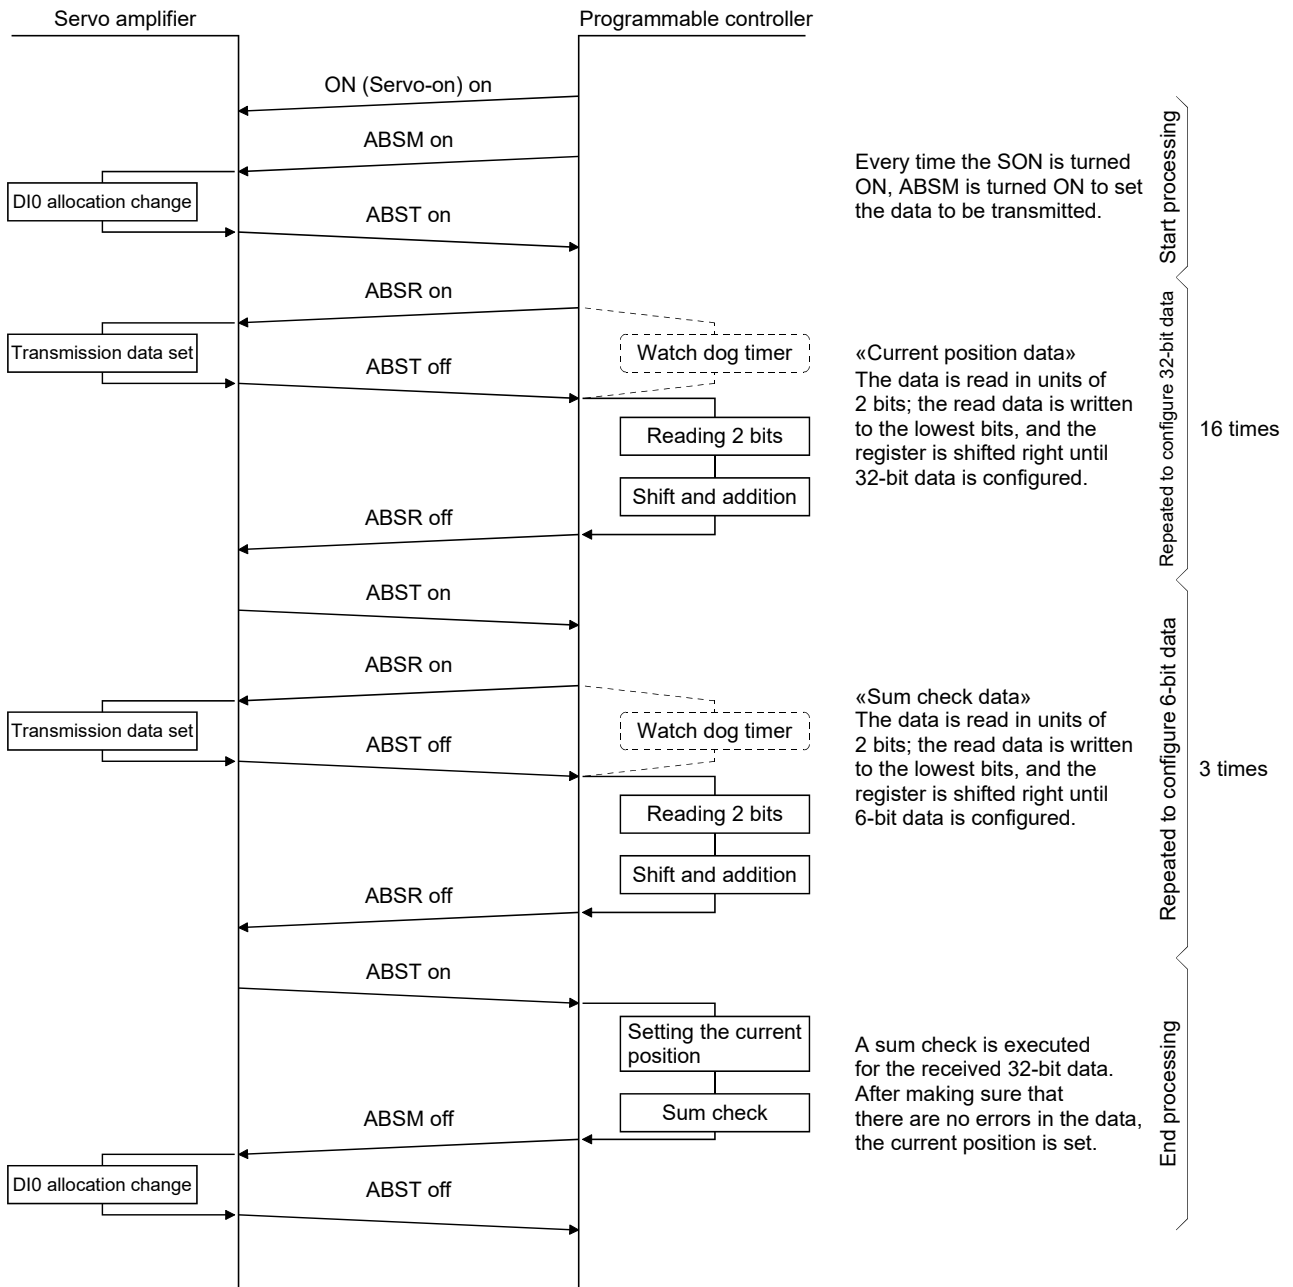 Servo amplifier
Programmable controller
ON (Servo-on) on
ABSM on
DI0 allocation change
ABST on
Every time the SON is turned
ON, ABSM is turned ON to set
the data to be transmitted.
Start processing
ABSR on
Transmission data set
Watch dog timer
ABST off
Reading 2 bits
Shift and addition
ABSR off
«Current position data»
The data is read in units of
2 bits; the read data is written
to the lowest bits, and the
register is shifted right until
32-bit data is configured.
Repeated to configure 32-bit data
16 times
ABST on
ABSR on
Transmission data set
Watch dog timer
ABST off
Reading 2 bits
Shift and addition
ABSR off
«Sum check data»
The data is read in units of
2 bits; the read data is written
to the lowest bits, and the
register is shifted right until
6-bit data is configured.
Repeated to configure 6-bit data
3 times
ABST on
Setting the current
position
Sum check
ABSM off
DI0 allocation change
ABST off
A sum check is executed
for the received 32-bit data.
After making sure that
there are no errors in the data,
the current position is set.
End processing